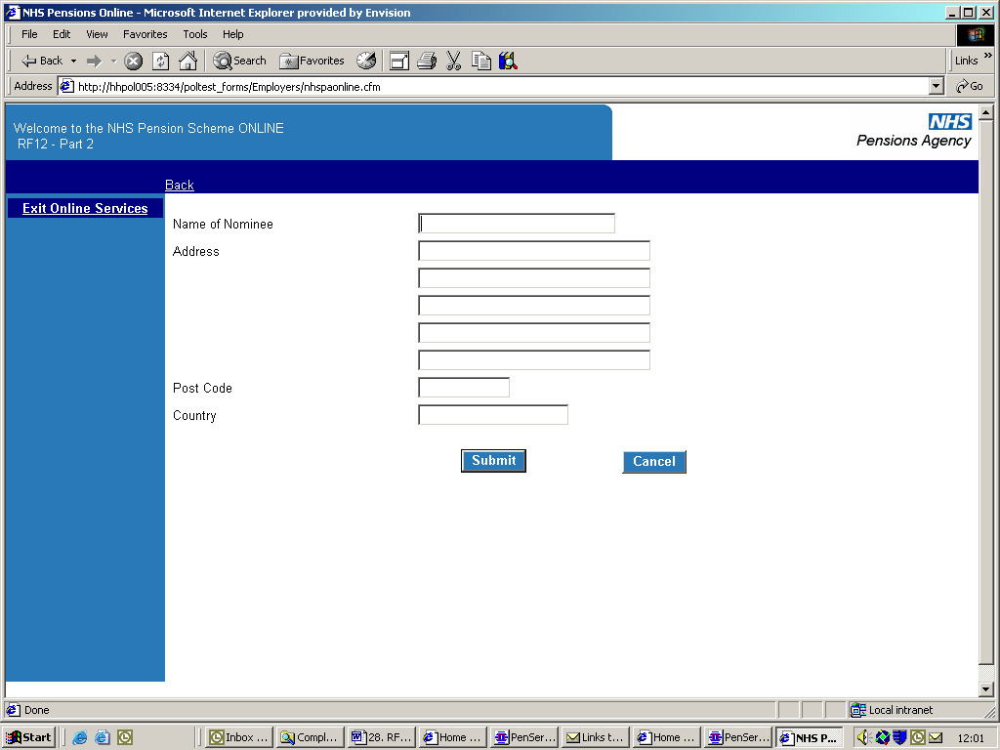 NHS Pensions Online - Microsoft Internet Explorer provided by Envision
File Edit View Favorites Tools Help
Back Search Favorites Links »
Address http://hhpol005:8334/poltest_forms/Employers/nhspaonline.cfm Go
Welcome to the NHS Pension Scheme ONLINE
RF12 - Part 2
NHS
Pensions Agency
Back
Exit Online Services
Name of Nominee
Address
Post Code
Country
Submit Cancel
Done Local intranet
Start Inbox ... Compl... 28. RF... Home ... PenSer... Links t... Home ... PenSer... NHS P... 12:01